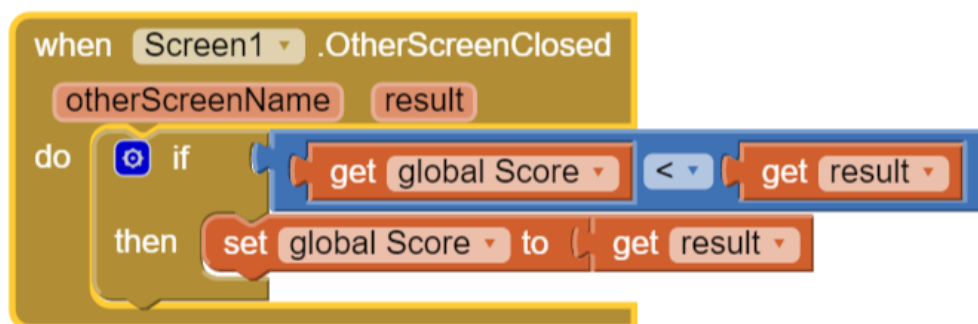 when Screen1 .OtherScreenClosed
otherScreenName result
do if get global Score < get result
then set global Score to get result